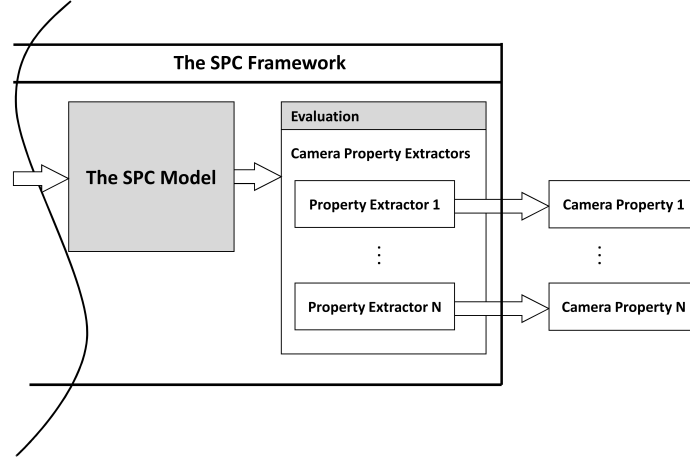 The SPC Framework
The SPC Model
Evaluation
Camera Property Extractors
Property Extractor 1
Camera Property 1
Property Extractor N
Camera Property N